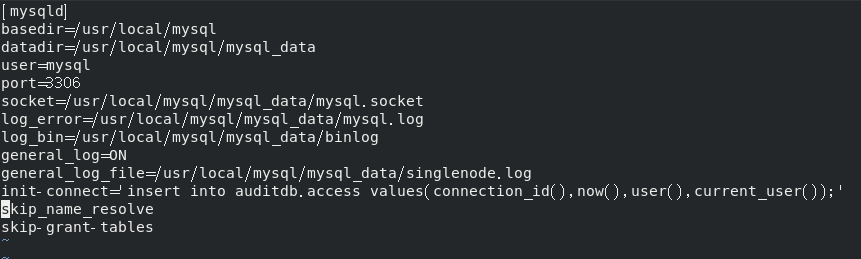 [mysqld]
basedir=/usr/local/mysql
datadir=/usr/local/mysql/mysql_data
user=mysql
port=3306
socket=/usr/local/mysql/mysql_data/mysql.socket
log_error=/usr/local/mysql/mysql_data/mysql.log
log_bin=/usr/local/mysql/mysql_data/binlog
general_log=ON
general_log_file=/usr/local/mysql/mysql_data/singlenode.log
init-connect='insert into auditdb.access values(connection_id(),now(),user(),current_user());'
skip_name_resolve
skip-grant-tables
~
~